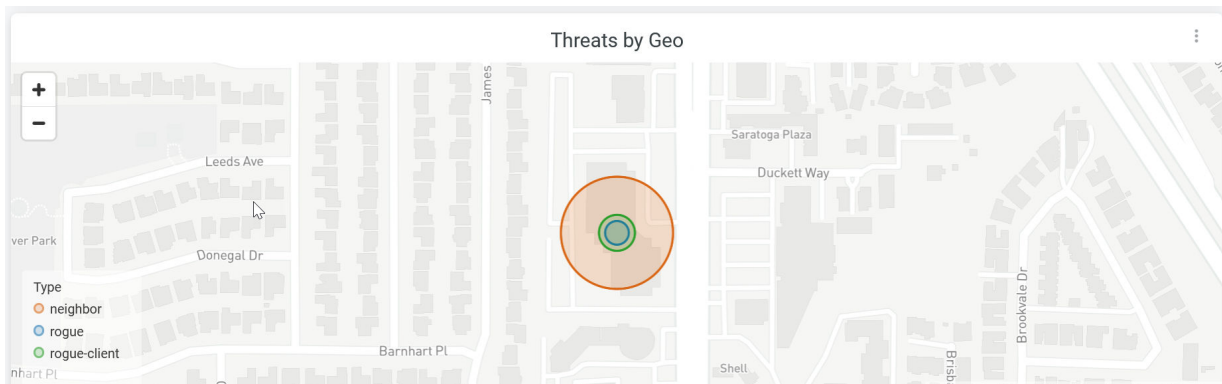 Threats by Geo
+
−
James
Saratoga Plaza
Leeds Ave
Duckett Way
ver Park
Donegal Dr
Type
neighbor
rogue
rogue-client
Brookvale Dr
Barnhart Pl
nhart Pl
Shell
Brisb